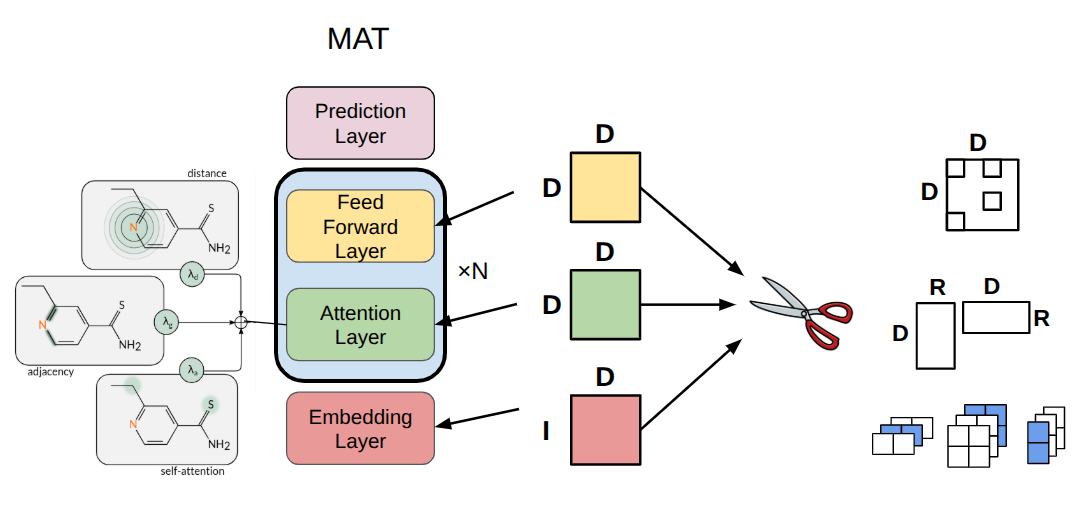 MAT
Prediction
Layer
Feed
Forward
Layer
Attention
Layer
×N
Embedding
Layer
distance
N
S
NH2
λd
N
S
NH2
λg
adjacency
λa
N
S
NH2
self-attention
D
D
D
D
D
I
D
D
R
D
D
R